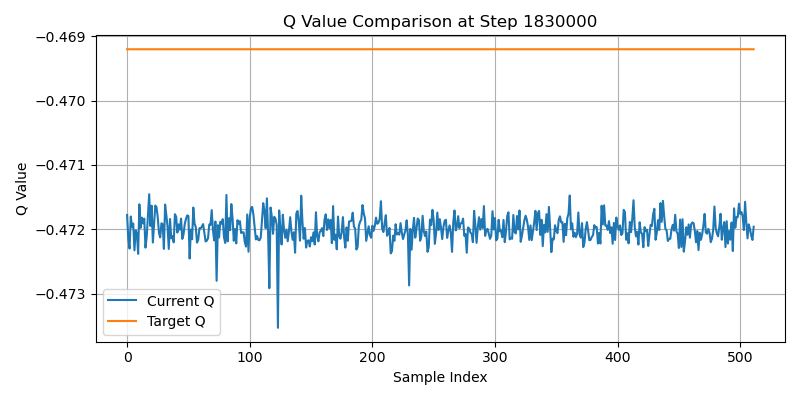 Q Value Comparison at Step 1830000
−0.469
−0.470
−0.471
−0.472
−0.473
Q Value
Current Q
Target Q
0
100
200
300
400
500
Sample Index